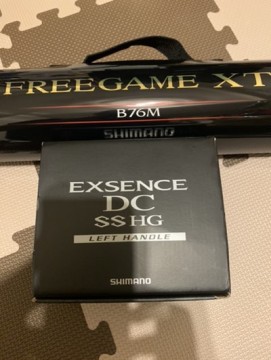 FREEGAME XT
B76M
SHIMANO
EXSENCE
DC
SS HG
LEFT HANDLE
SHIMANO